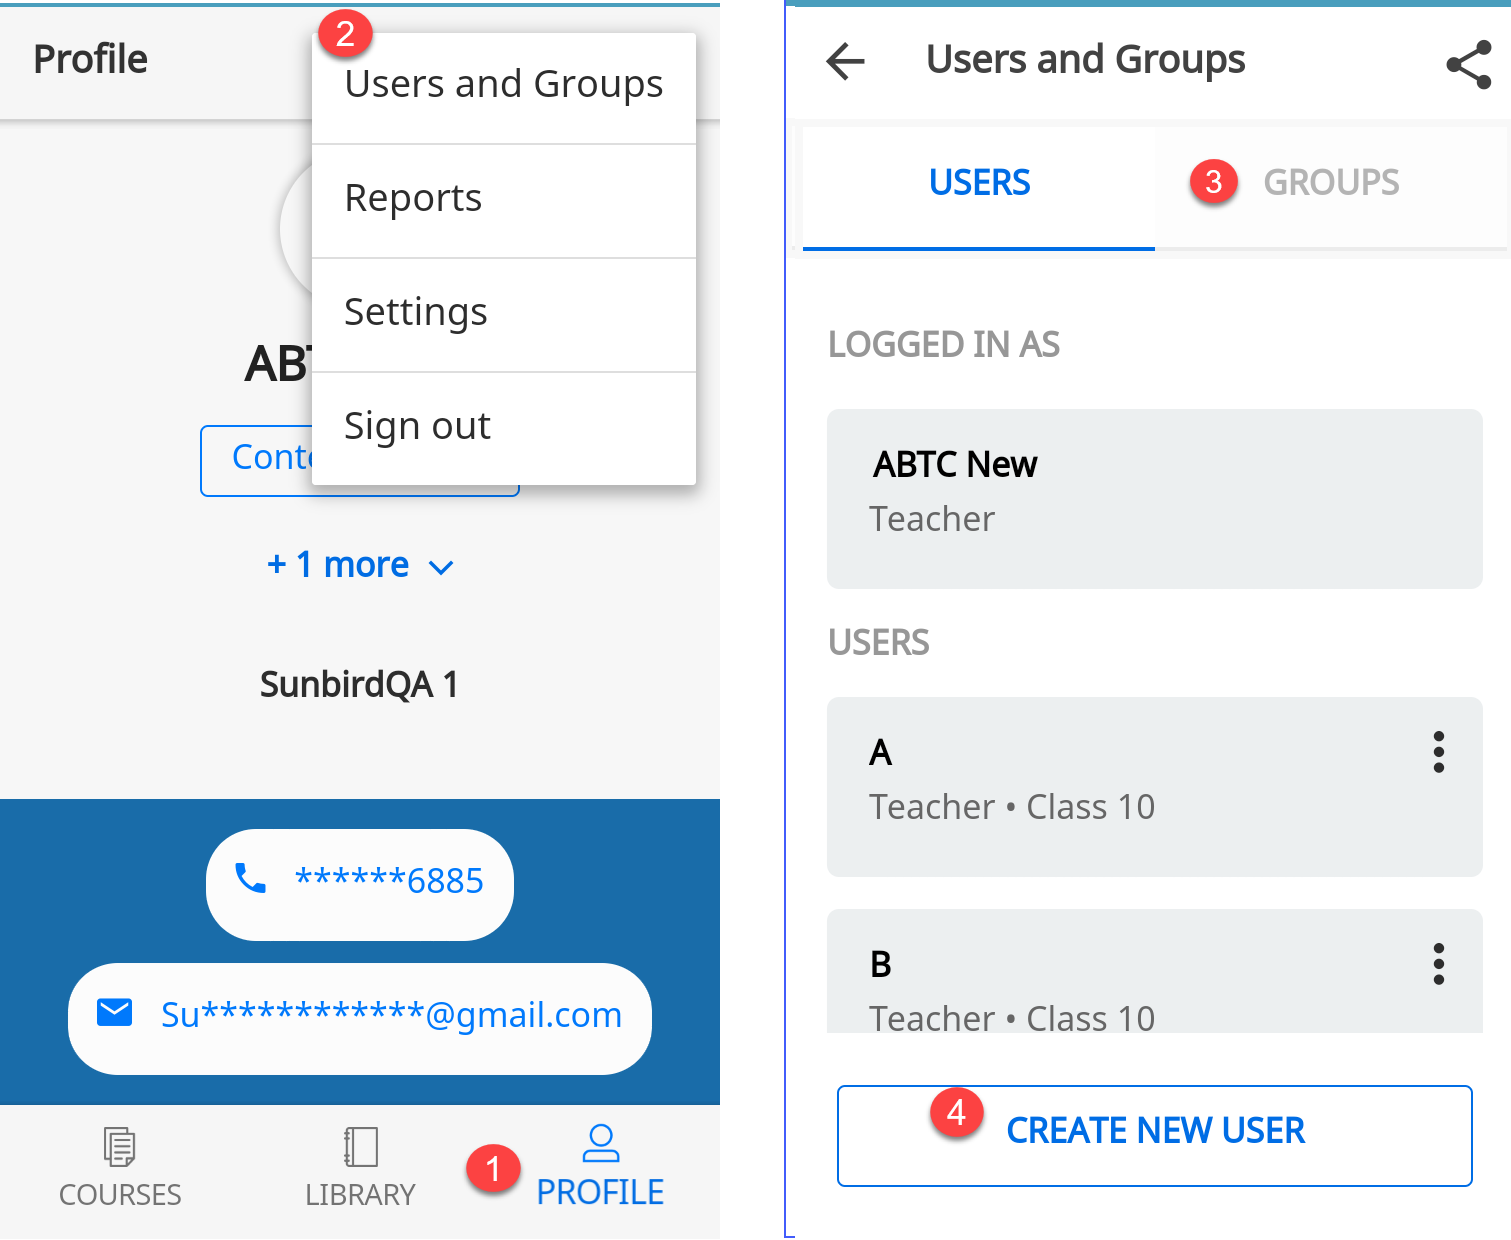 Profile
2
Users and Groups
Reports
Settings
Sign out
AB
Conte
+ 1 more
SunbirdQA 1
******6885
Su************@gmail.com
COURSES
LIBRARY
1
PROFILE
Users and Groups
USERS
3
GROUPS
LOGGED IN AS
ABTC New
Teacher
USERS
A
Teacher • Class 10
B
Teacher • Class 10
4
CREATE NEW USER